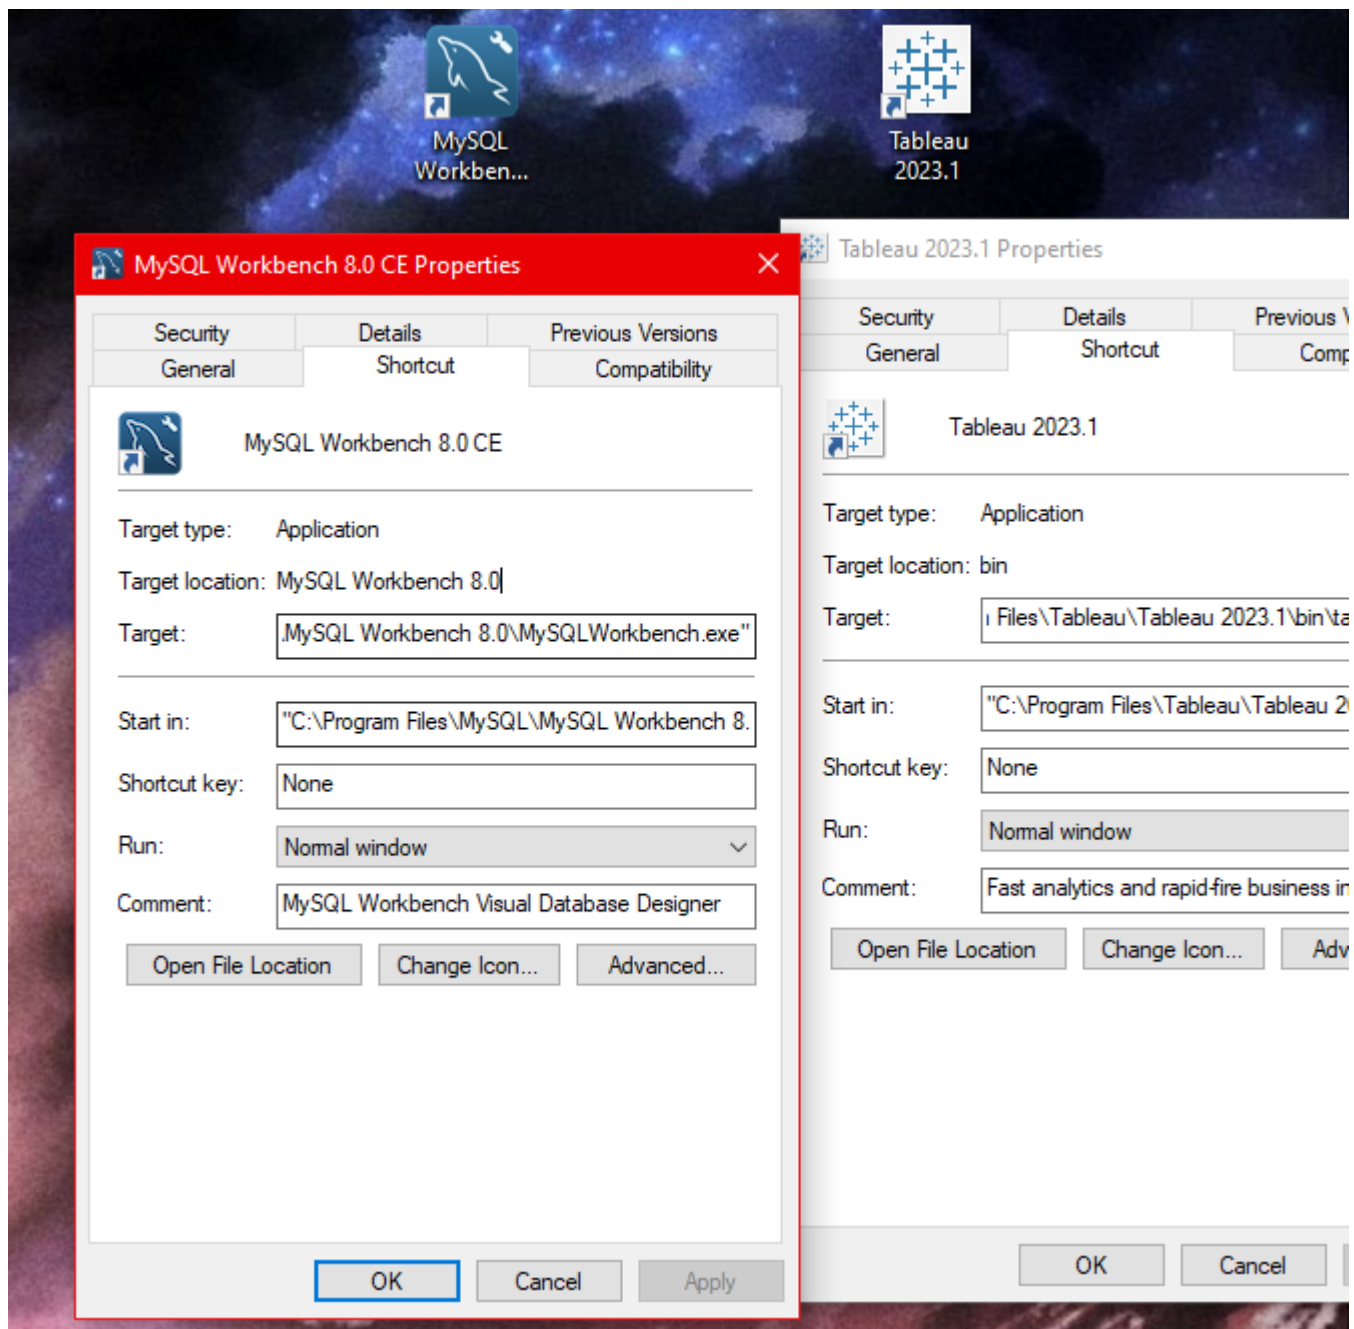 MySQL
Workben...
Tableau
2023.1
MySQL Workbench 8.0 CE Properties
Security Details Previous Versions
General Shortcut Compatibility
MySQL Workbench 8.0 CE
Target type: Application
Target location: MySQL Workbench 8.0
Target: .MySQL Workbench 8.0\MySQLWorkbench.exe"
Start in: "C:\Program Files\MySQL\MySQL Workbench 8.
Shortcut key: None
Run: Normal window
Comment: MySQL Workbench Visual Database Designer
Open File Location Change Icon... Advanced...
OK Cancel Apply
Tableau 2023.1 Properties
Security Details Previous
General Shortcut Comp
Tableau 2023.1
Target type: Application
Target location: bin
Target: Files\Tableau\Tableau 2023.1\bin\ta
Start in: "C:\Program Files\Tableau\Tableau 2
Shortcut key: None
Run: Normal window
Comment: Fast analytics and rapid-fire business in
Open File Location Change Icon... Adv
OK Cancel